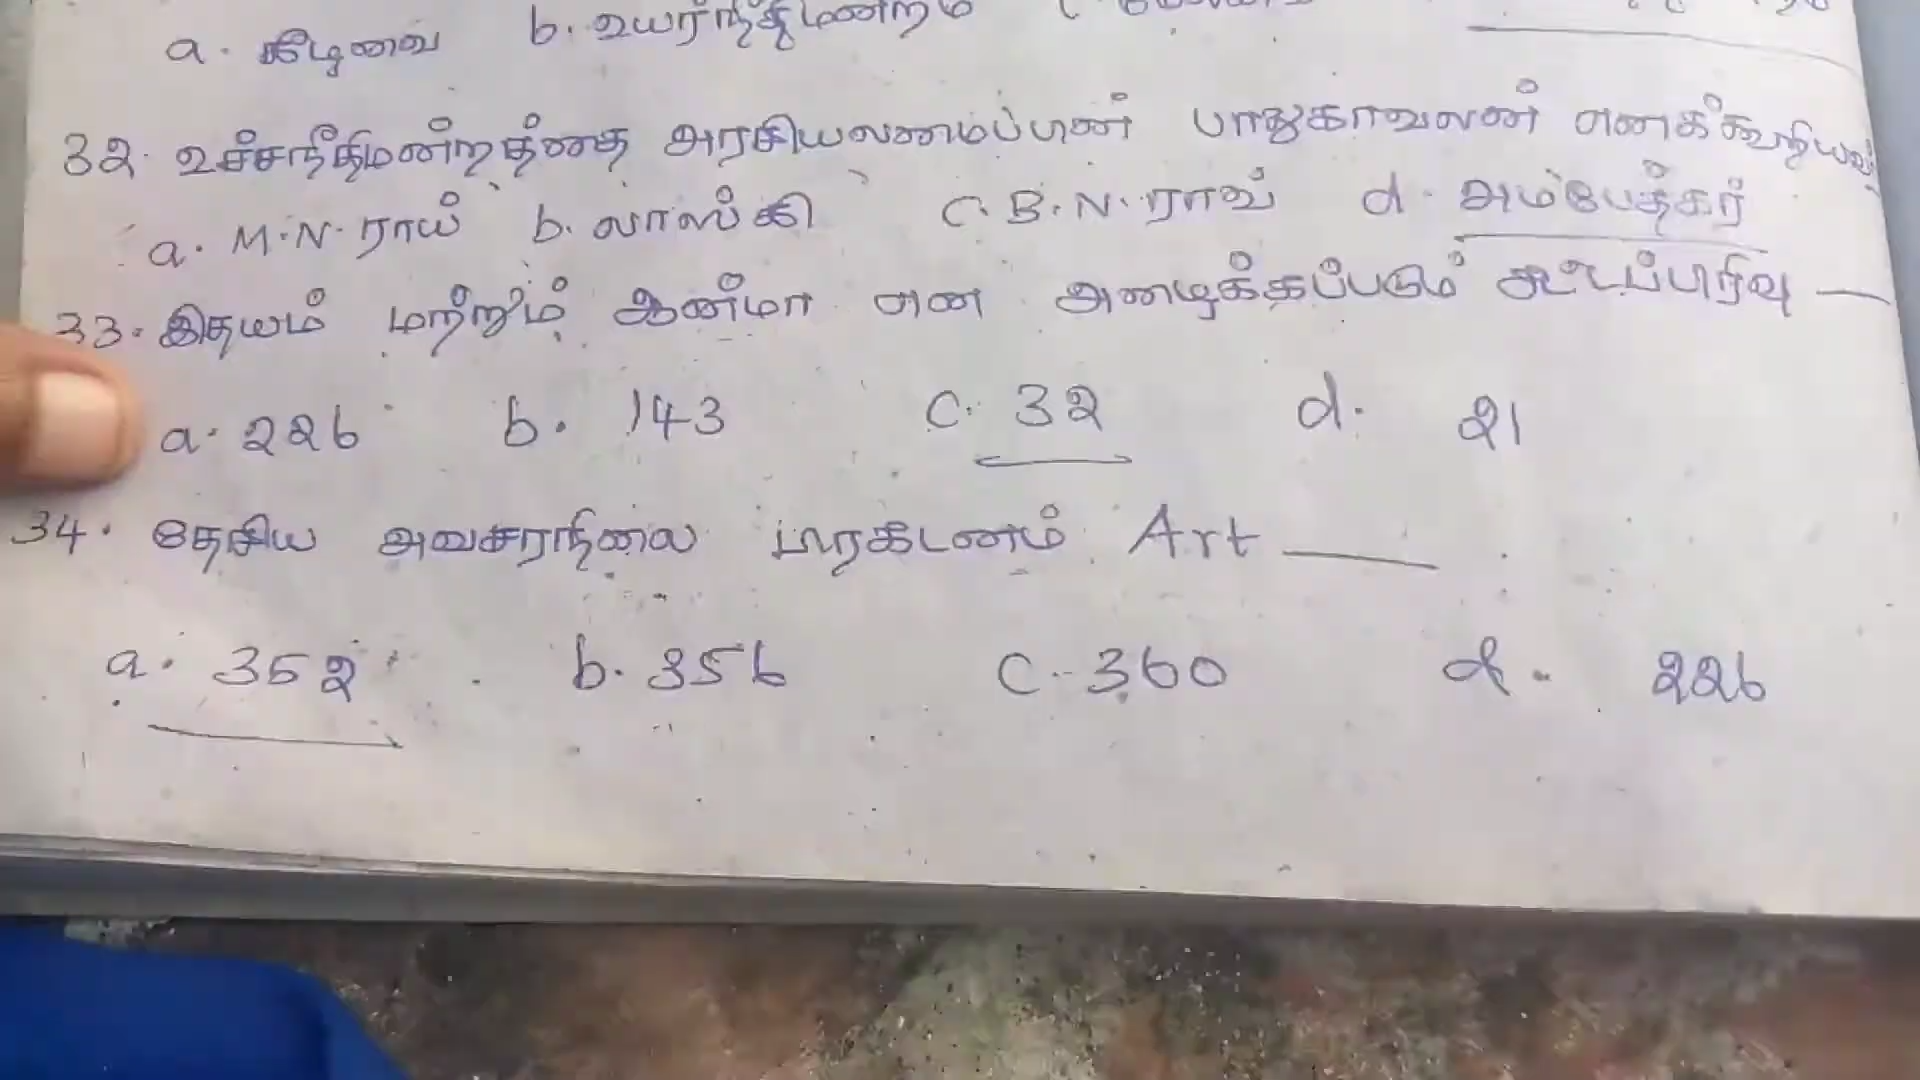 a. கீழவை b. உயர்நீதிமன்றம் c.
32. உச்சநீதிமன்றத்தை அரசியலமைப்பின் பாதுகாவலன் எனக்கூறியவர்
a. M.N. ராய் b. லாஸ்கி c. B.N. ராவ் d. அம்பேத்கர்
33. இதயம் மற்றும் ஆன்மா என அழைக்கப்படும் சட்டப்பிரிவு —
a. 226 b. 143 c. 32 d. 21
34. தேசிய அவசரநிலை பிரகடனம் Art ____
a. 352 b. 356 c. 360 d. 226